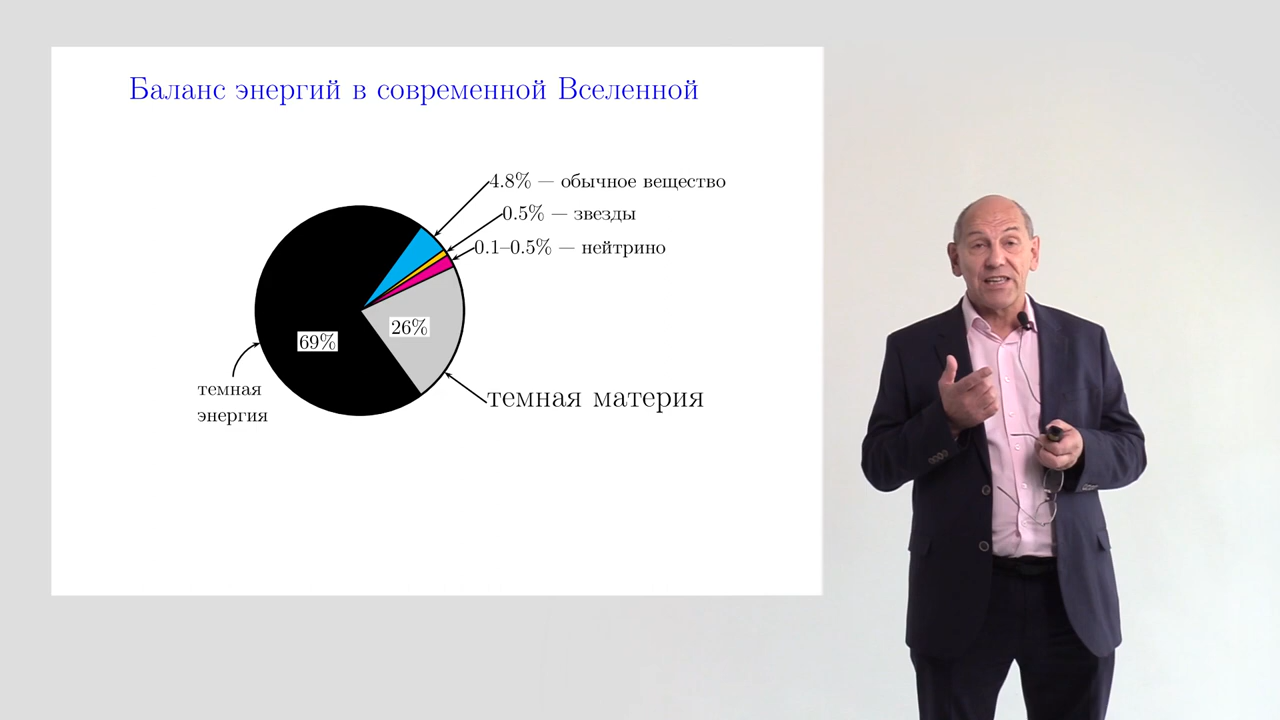 Баланс энергий в современной Вселенной
4.8% — обычное вещество
0.5% — звезды
0.1–0.5% — нейтрино
26%
69%
темная
энергия
темная материя